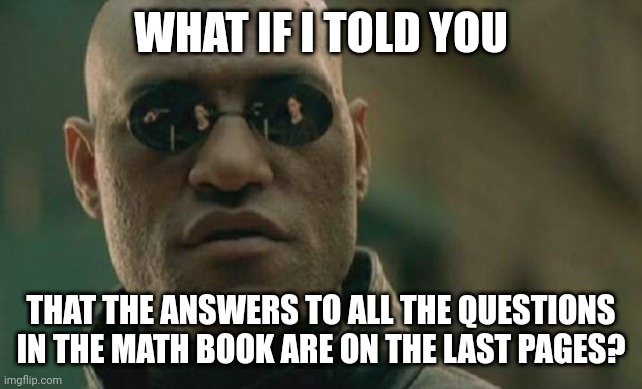 WHAT IF I TOLD YOU
THAT THE ANSWERS TO ALL THE QUESTIONS
IN THE MATH BOOK ARE ON THE LAST PAGES?
imgflip.com